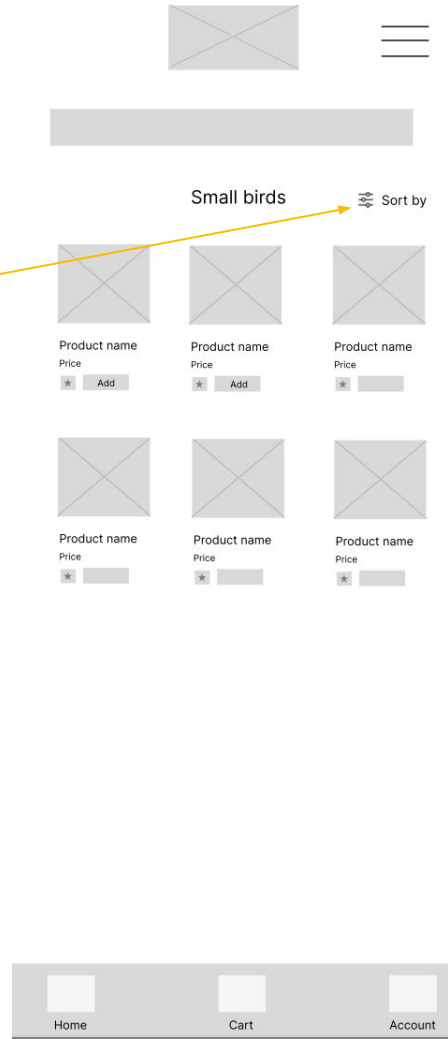 Small birds
Sort by
Product name
Product name
Product name
Price
Price
Price
Add
Add
Product name
Product name
Product name
Price
Price
Price
Home
Cart
Account